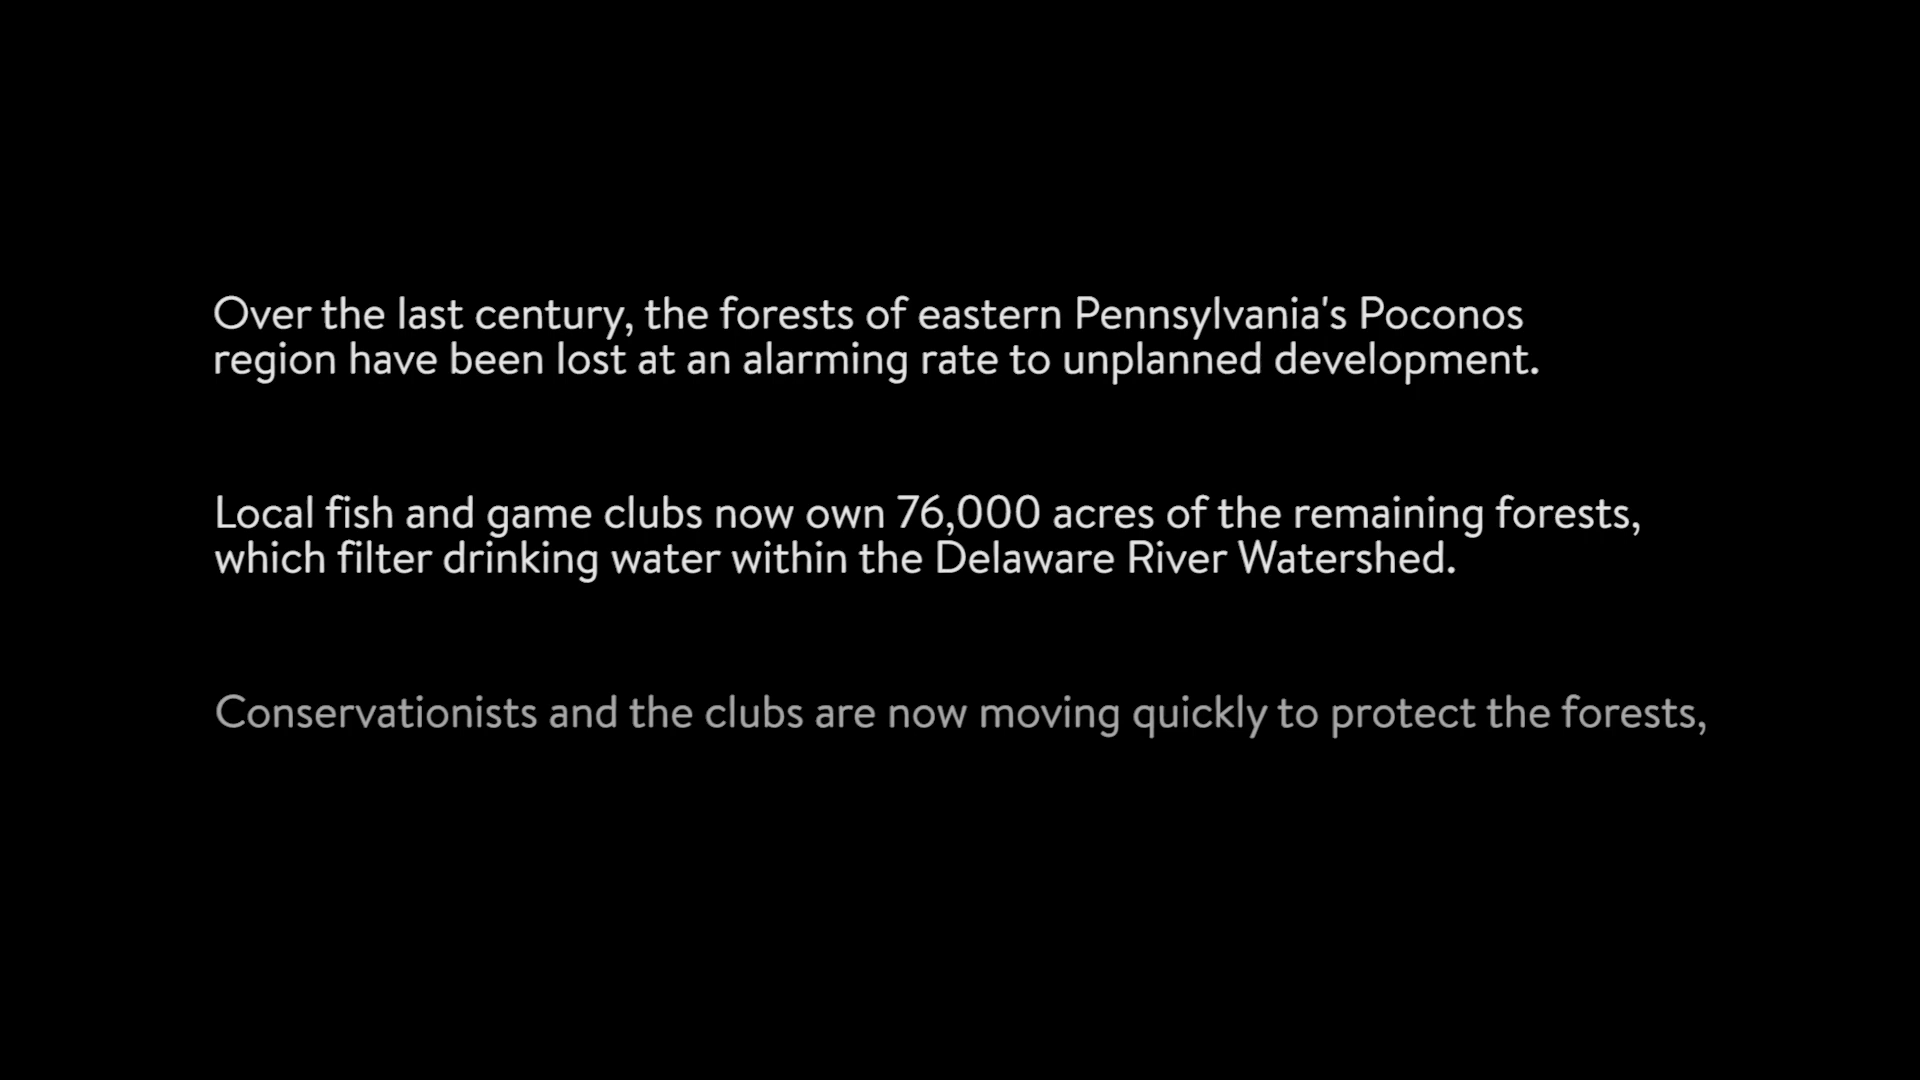 Over the last century, the forests of eastern Pennsylvania's Poconos
region have been lost at an alarming rate to unplanned development.
Local fish and game clubs now own 76,000 acres of the remaining forests,
which filter drinking water within the Delaware River Watershed.
Conservationists and the clubs are now moving quickly to protect the forests,